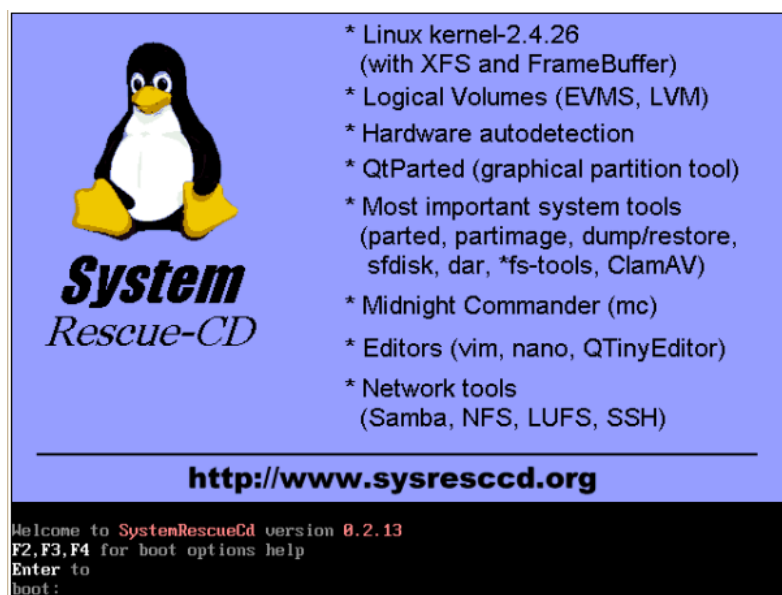 * Linux kernel-2.4.26
(with XFS and FrameBuffer)
* Logical Volumes (EVMS, LVM)
* Hardware autodetection
* QtParted (graphical partition tool)
* Most important system tools
(parted, partimage, dump/restore,
sfdisk, dar, *fs-tools, ClamAV)
* Midnight Commander (mc)
* Editors (vim, nano, QTinyEditor)
* Network tools
(Samba, NFS, LUFS, SSH)
System
Rescue-CD
http://www.sysresccd.org
Welcome to SystemRescueCd version 0.2.13
F2,F3,F4 for boot options help
Enter to
boot: